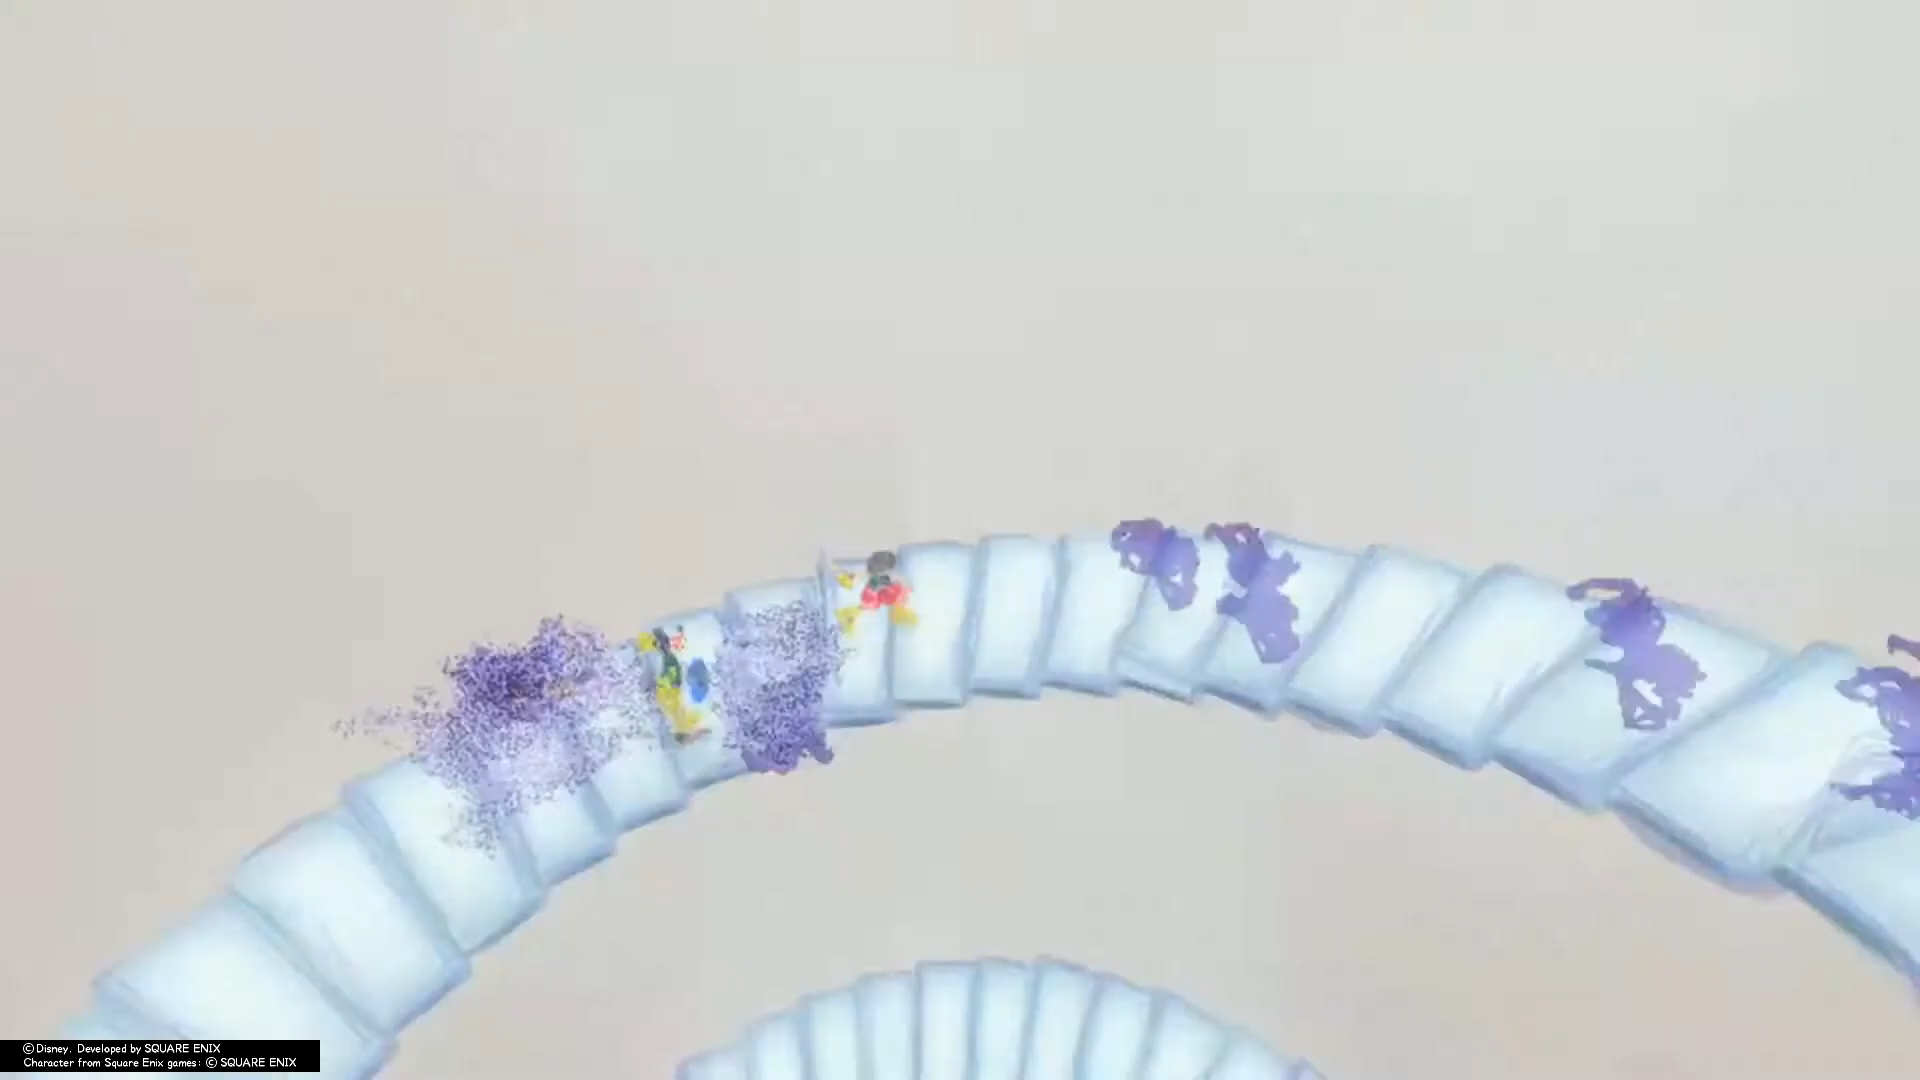 ©Disney. Developed by SQUARE ENIX
Character from Square Enix games: © SQUARE ENIX